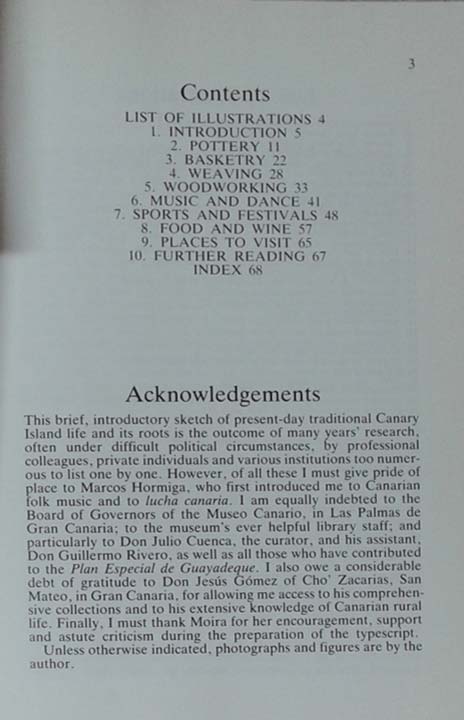 3
Contents
LIST OF ILLUSTRATIONS 4
1. INTRODUCTION 5
2. POTTERY 11
3. BASKETRY 22
4. WEAVING 28
5. WOODWORKING 33
6. MUSIC AND DANCE 41
7. SPORTS AND FESTIVALS 48
8. FOOD AND WINE 57
9. PLACES TO VISIT 65
10. FURTHER READING 67
INDEX 68
Acknowledgements
This brief, introductory sketch of present-day traditional Canary
Island life and its roots is the outcome of many years' research,
often under difficult political circumstances, by professional
colleagues, private individuals and various institutions too numer-
ous to list one by one. However, of all these I must give pride of
place to Marcos Hormiga, who first introduced me to Canarian
folk music and to lucha canaria. I am equally indebted to the
Board of Governors of the Museo Canario, in Las Palmas de
Gran Canaria; to the museum's ever helpful library staff; and
particularly to Don Julio Cuenca, the curator, and his assistant,
Don Guillermo Rivero, as well as all those who have contributed
to the Plan Especial de Guayadeque. I also owe a considerable
debt of gratitude to Don Jesús Gómez of Cho' Zacarias, San
Mateo, in Gran Canaria, for allowing me access to his comprehen-
sive collections and to his extensive knowledge of Canarian rural
life. Finally, I must thank Moira for her encouragement, support
and astute criticism during the preparation of the typescript.
Unless otherwise indicated, photographs and figures are by the
author.